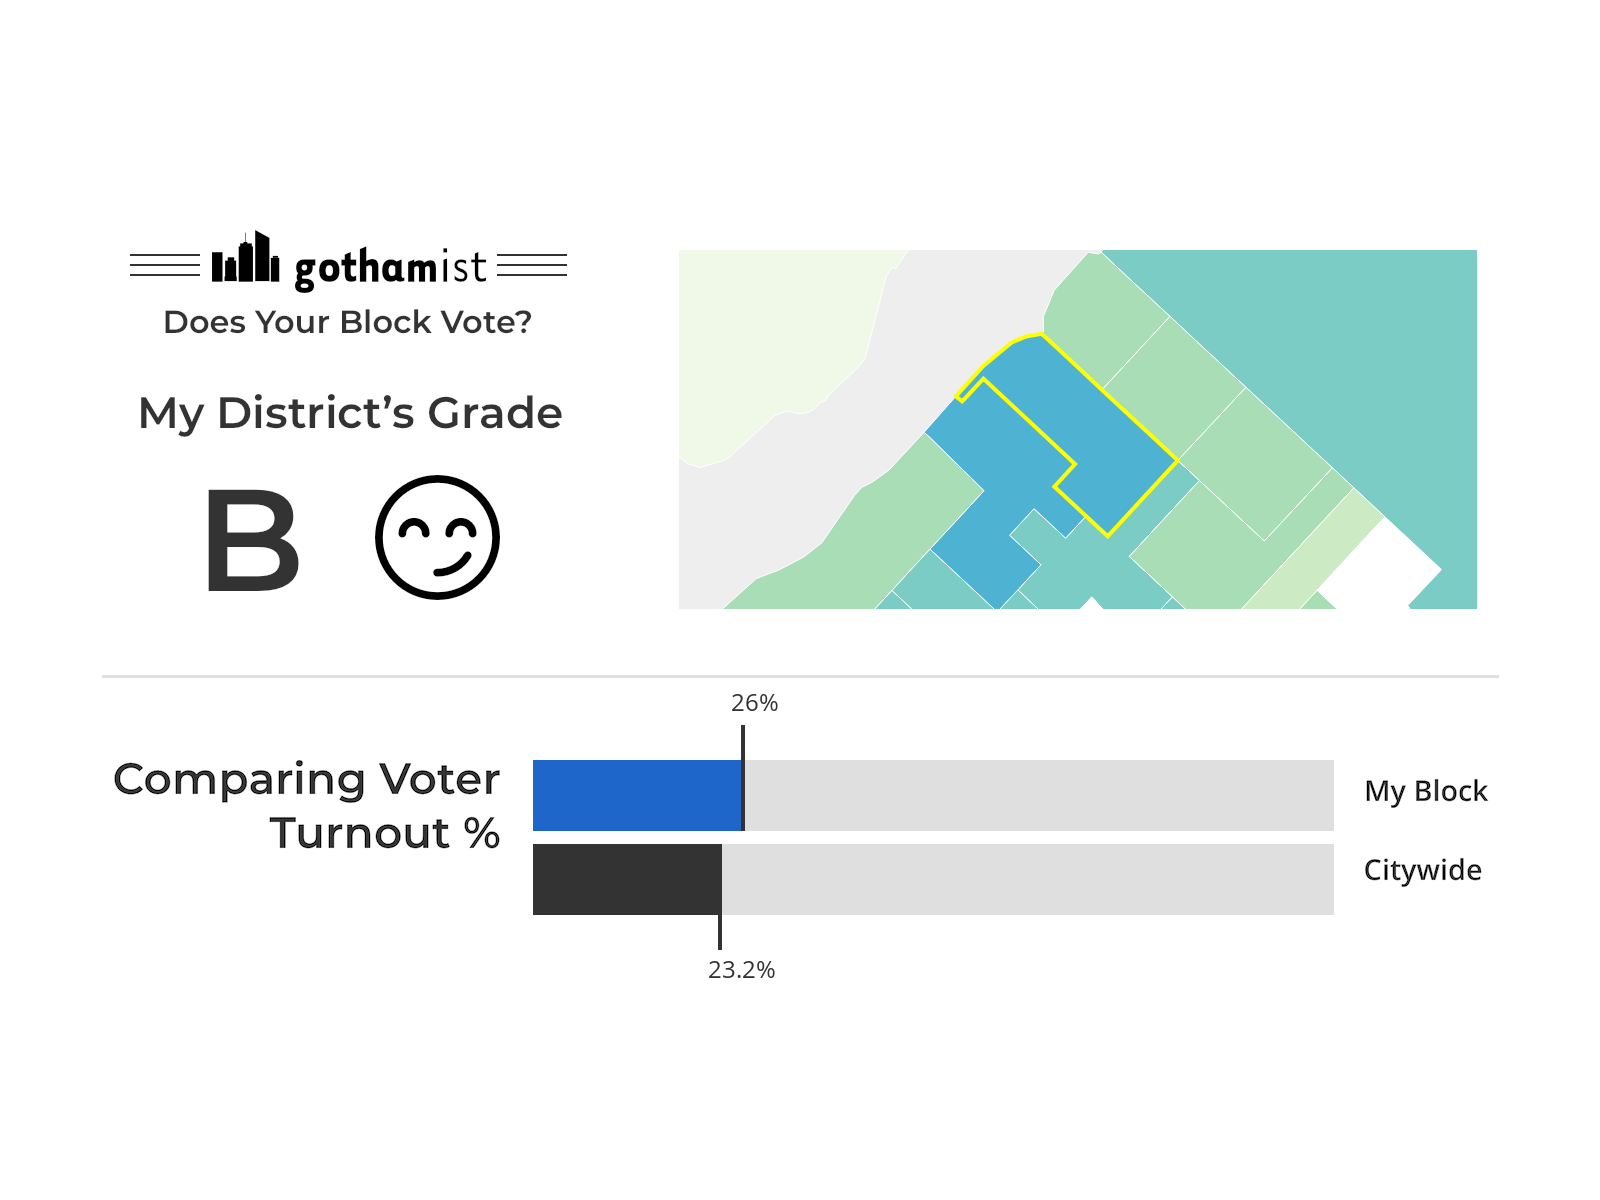 gothamist
Does Your Block Vote?
My District’s Grade
B
26%
Comparing Voter
Turnout %
My Block
Citywide
23.2%